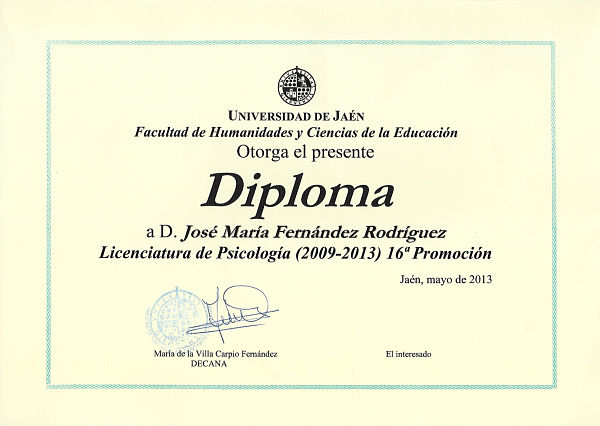 UNIVERSIDAD DE JAÉN
Facultad de Humanidades y Ciencias de la Educación
Otorga el presente
Diploma
a D. José María Fernández Rodríguez
Licenciatura de Psicología (2009-2013) 16ª Promoción
Jaén, mayo de 2013
María de la Villa Carpio Fernández
DECANA
El interesado